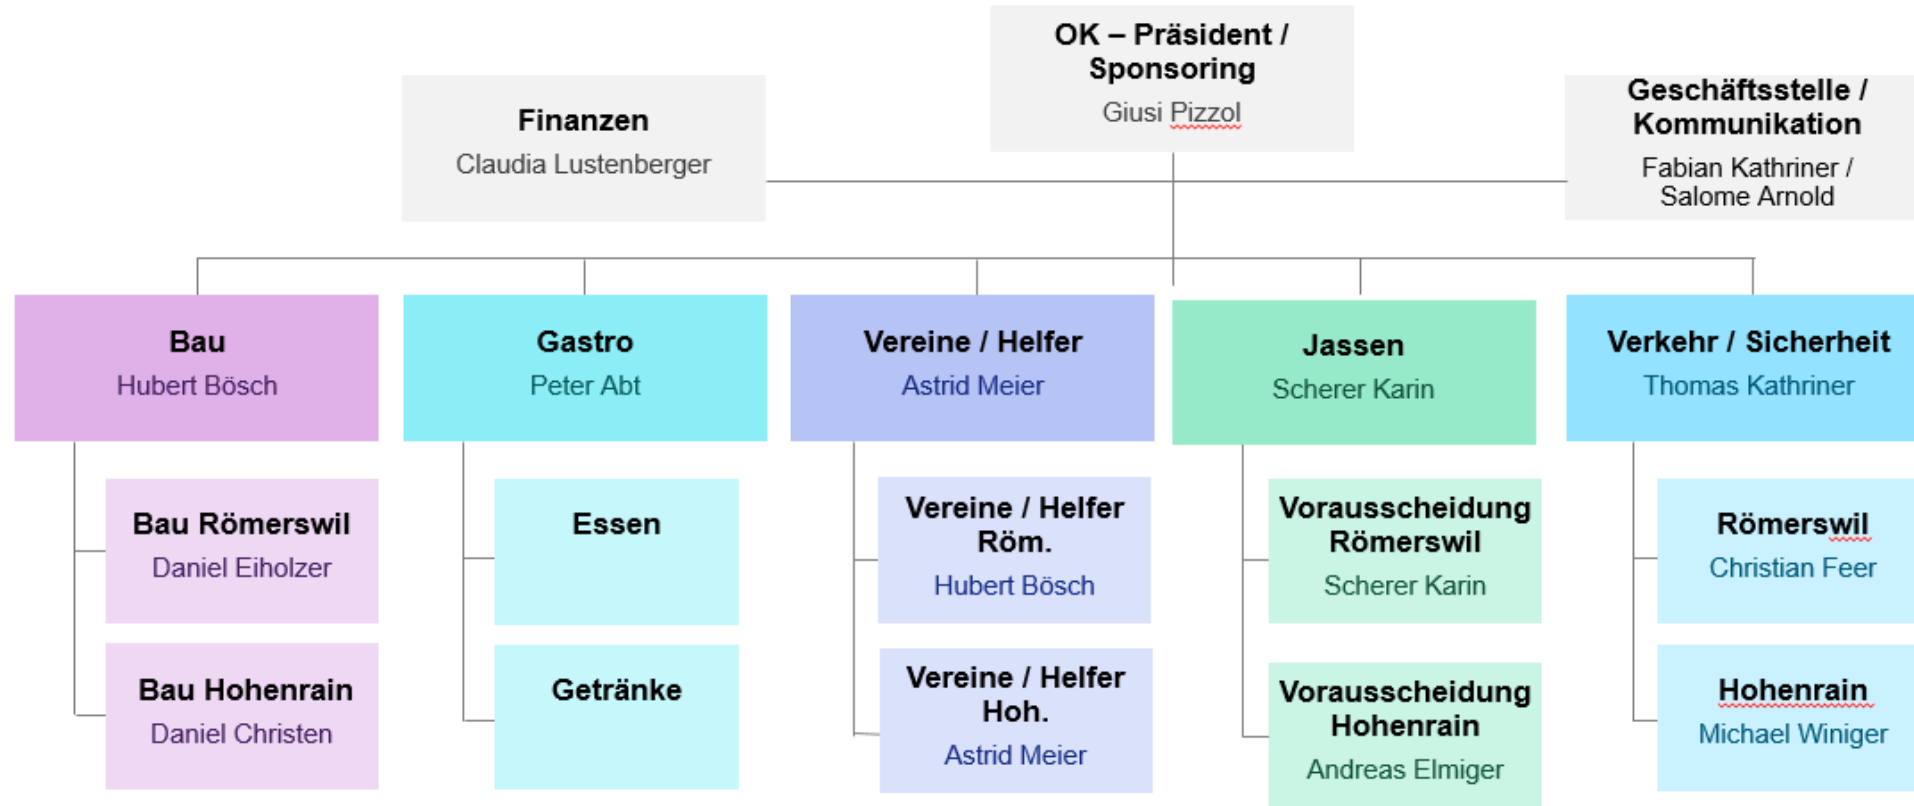 OK – Präsident /
Sponsoring
Giusi Pizzol
Finanzen
Claudia Lustenberger
Geschäftsstelle /
Kommunikation
Fabian Kathriner /
Salome Arnold
Bau
Hubert Bösch
Gastro
Peter Abt
Vereine / Helfer
Astrid Meier
Jassen
Scherer Karin
Verkehr / Sicherheit
Thomas Kathriner
Bau Römerswil
Daniel Eiholzer
Essen
Vereine / Helfer
Röm.
Hubert Bösch
Vorausscheidung
Römerswil
Scherer Karin
Römerswil
Christian Feer
Bau Hohenrain
Daniel Christen
Getränke
Vereine / Helfer
Hoh.
Astrid Meier
Vorausscheidung
Hohenrain
Andreas Elmiger
Hohenrain
Michael Winiger